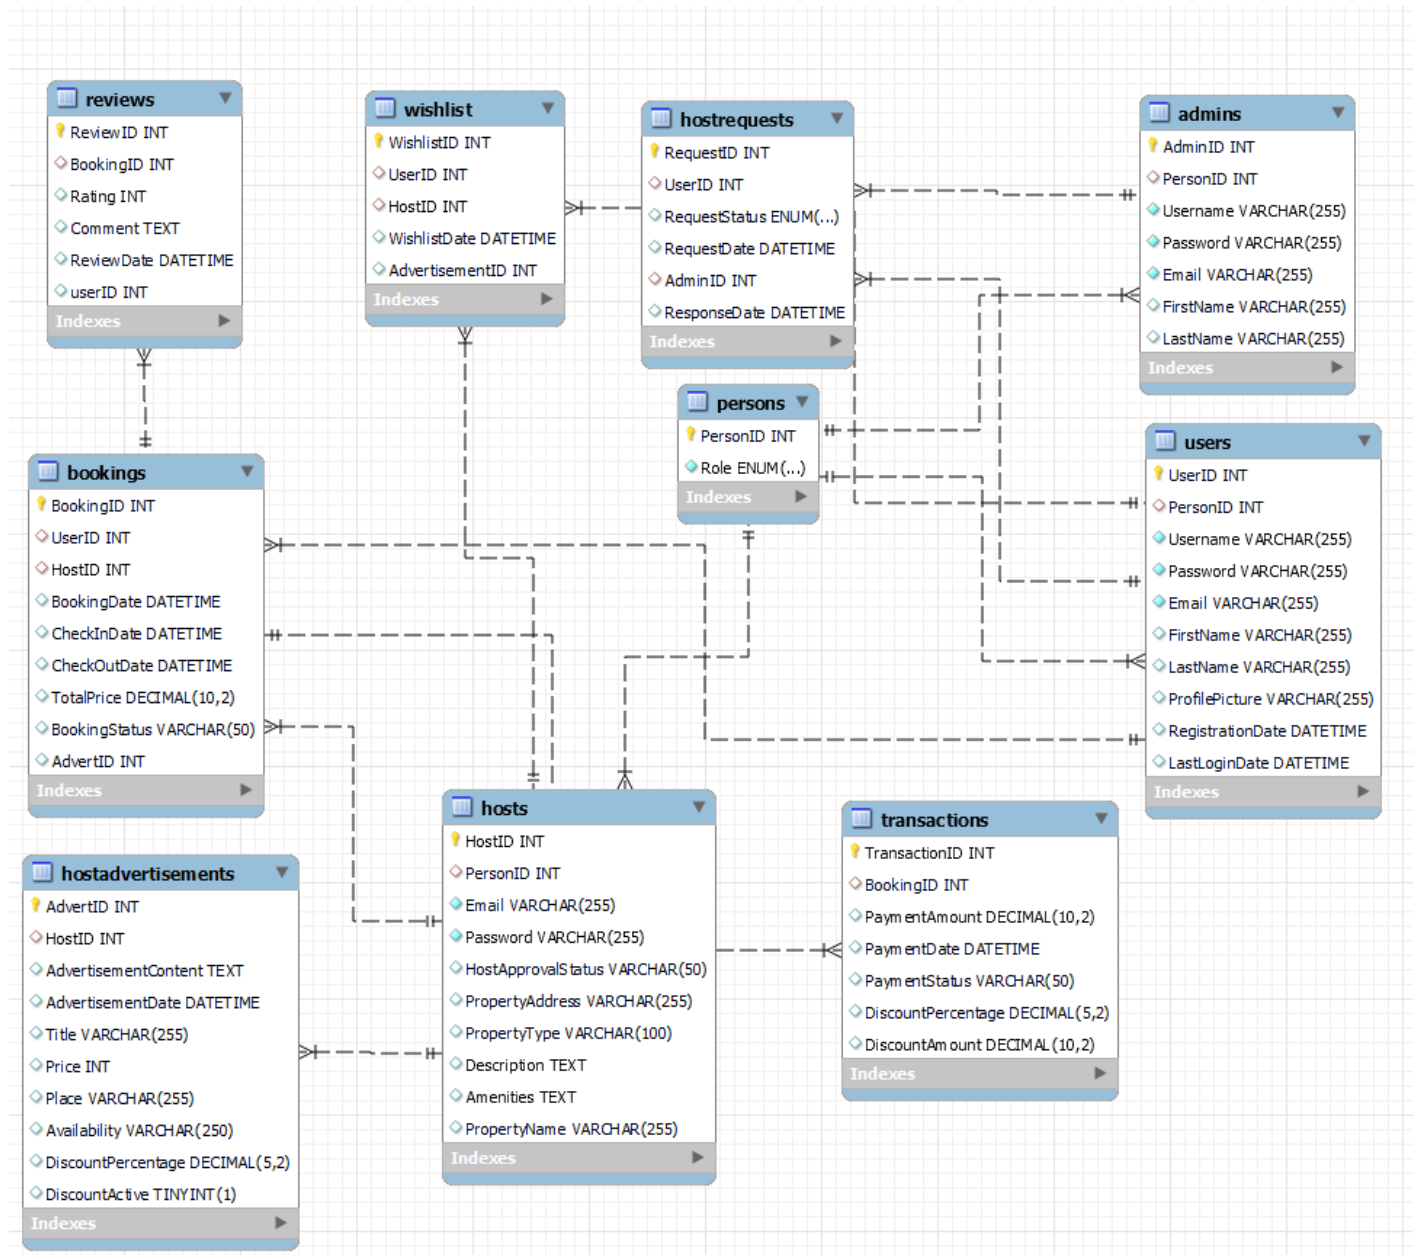 reviews
ReviewID INT
BookingID INT
Rating INT
Comment TEXT
ReviewDate DATETIME
userID INT
Indexes
wishlist
WishlistID INT
UserID INT
HostID INT
WishlistDate DATETIME
AdvertisementID INT
Indexes
hostrequests
RequestID INT
UserID INT
RequestStatus ENUM(...)
RequestDate DATETIME
AdminID INT
ResponseDate DATETIME
Indexes
admins
AdminID INT
PersonID INT
Username VARCHAR(255)
Password VARCHAR(255)
Email VARCHAR(255)
FirstName VARCHAR(255)
LastName VARCHAR(255)
Indexes
persons
PersonID INT
Role ENUM(...)
Indexes
users
UserID INT
PersonID INT
Username VARCHAR(255)
Password VARCHAR(255)
Email VARCHAR(255)
FirstName VARCHAR(255)
LastName VARCHAR(255)
ProfilePicture VARCHAR(255)
RegistrationDate DATETIME
LastLoginDate DATETIME
Indexes
bookings
BookingID INT
UserID INT
HostID INT
BookingDate DATETIME
CheckInDate DATETIME
CheckOutDate DATETIME
TotalPrice DECIMAL(10,2)
BookingStatus VARCHAR(50)
AdvertID INT
Indexes
hosts
HostID INT
PersonID INT
Email VARCHAR(255)
Password VARCHAR(255)
HostApprovalStatus VARCHAR(50)
PropertyAddress VARCHAR(255)
PropertyType VARCHAR(100)
Description TEXT
Amenities TEXT
PropertyName VARCHAR(255)
Indexes
transactions
TransactionID INT
BookingID INT
PaymentAmount DECIMAL(10,2)
PaymentDate DATETIME
PaymentStatus VARCHAR(50)
DiscountPercentage DECIMAL(5,2)
DiscountAmount DECIMAL(10,2)
Indexes
hostadvertisements
AdvertID INT
HostID INT
AdvertisementContent TEXT
AdvertisementDate DATETIME
Title VARCHAR(255)
Price INT
Place VARCHAR(255)
Availability VARCHAR(250)
DiscountPercentage DECIMAL(5,2)
DiscountActive TINYINT(1)
Indexes